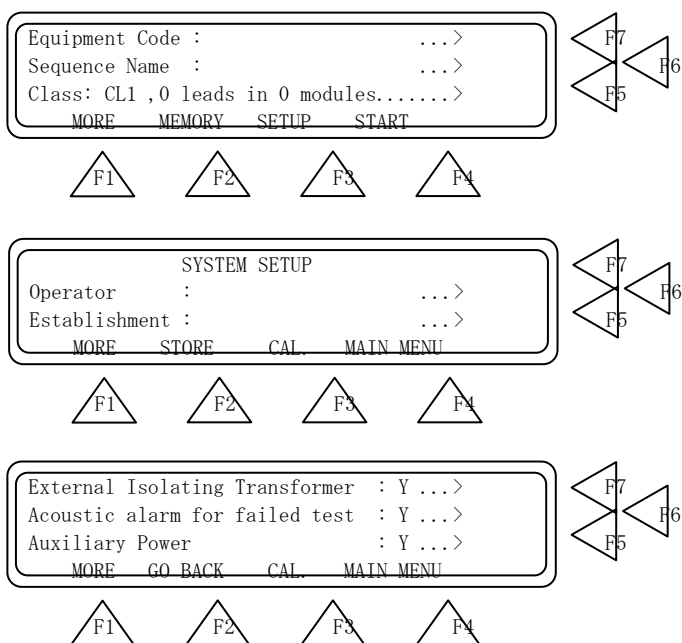 Equipment Code : ...>
Sequence Name : ...>
Class: CL1 ,0 leads in 0 modules.......>
MORE MEMORY SETUP START
F7
F6
F5
F1 F2 F3 F4
SYSTEM SETUP
Operator : ...>
Establishment : ...>
MORE STORE CAL. MAIN MENU
F7
F6
F5
F1 F2 F3 F4
External Isolating Transformer : Y ...>
Acoustic alarm for failed test : Y ...>
Auxiliary Power : Y ...>
MORE GO BACK CAL. MAIN MENU
F7
F6
F5
F1 F2 F3 F4